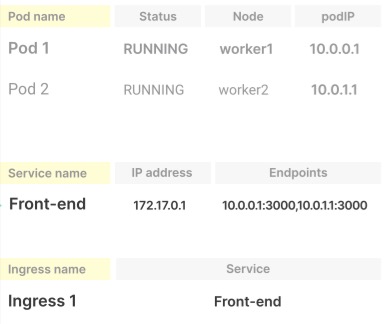 Pod name Status Node podIP
Pod 1 RUNNING worker1 10.0.0.1
Pod 2 RUNNING worker2 10.0.1.1
Service name IP address Endpoints
Front-end 172.17.0.1 10.0.0.1:3000,10.0.1.1:3000
Ingress name Service
Ingress 1 Front-end